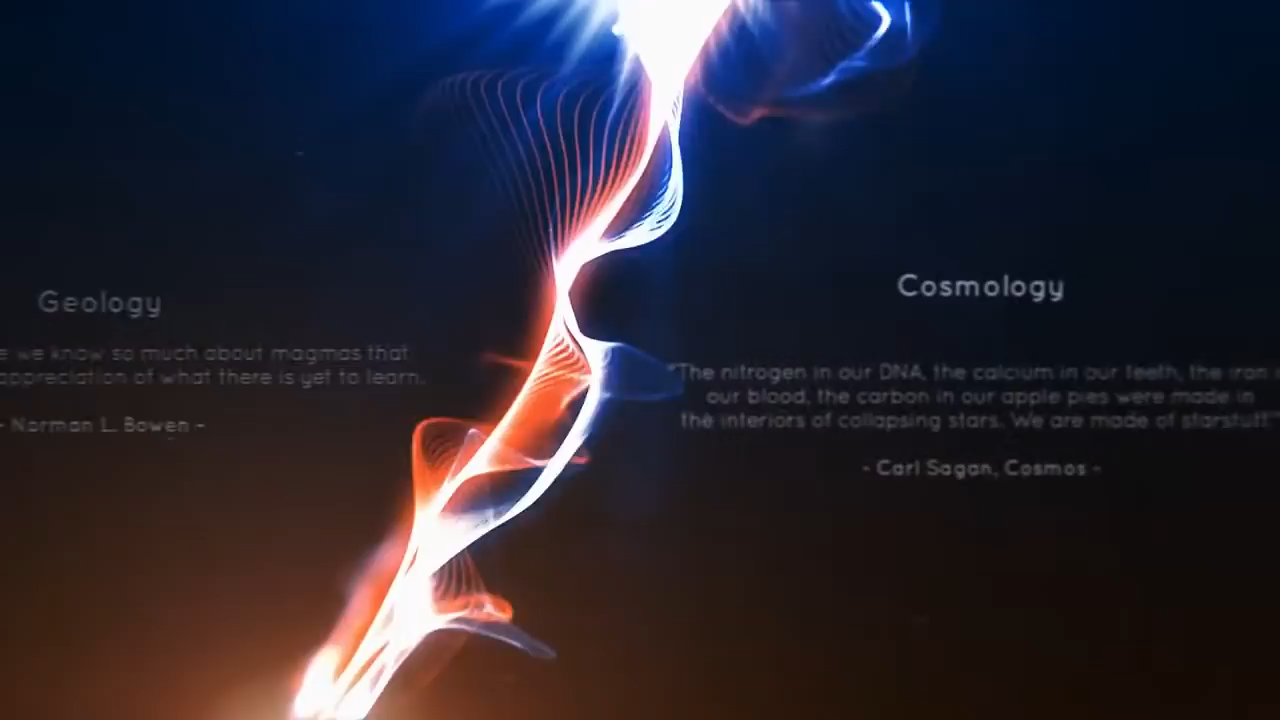 Geology
we know so much about magmas that
appreciation of what there is yet to learn.
- Norman L. Bowen -
Cosmology
"The nitrogen in our DNA, the calcium in our teeth, the iron
our blood, the carbon in our apple pies were made in
the interiors of collapsing stars. We are made of starstuff"
- Carl Sagan, Cosmos -